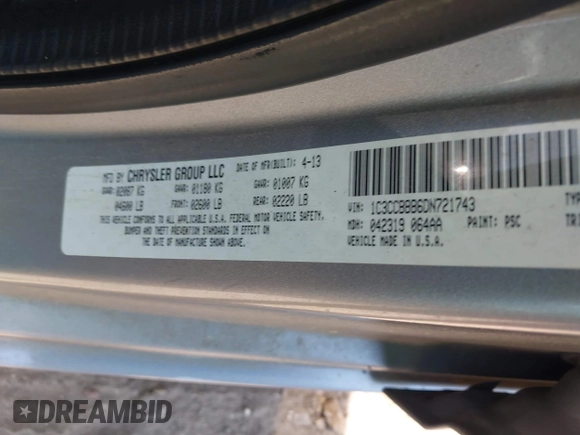 MFD BY CHRYSLER GROUP LLC DATE OF MFR(BUILT): 4-13
GVWR:02087 KG GAWR:01180 KG GAWR:01007 KG
04600 LB FRONT:02600 LB REAR:02220 LB
THIS VEHICLE CONFORMS TO ALL APPLICABLE U.S.A. FEDERAL MOTOR VEHICLE SAFETY,
BUMPER AND THEFT PREVENTION STANDARDS IN EFFECT ON
THE DATE OF MANUFACTURE SHOWN ABOVE.
VIN: 1C3CCBBB6DN721743 TYP
MDH: 042319 064AA PAINT: PSC TRI
VEHICLE MADE IN U.S.A.
DREAMBID